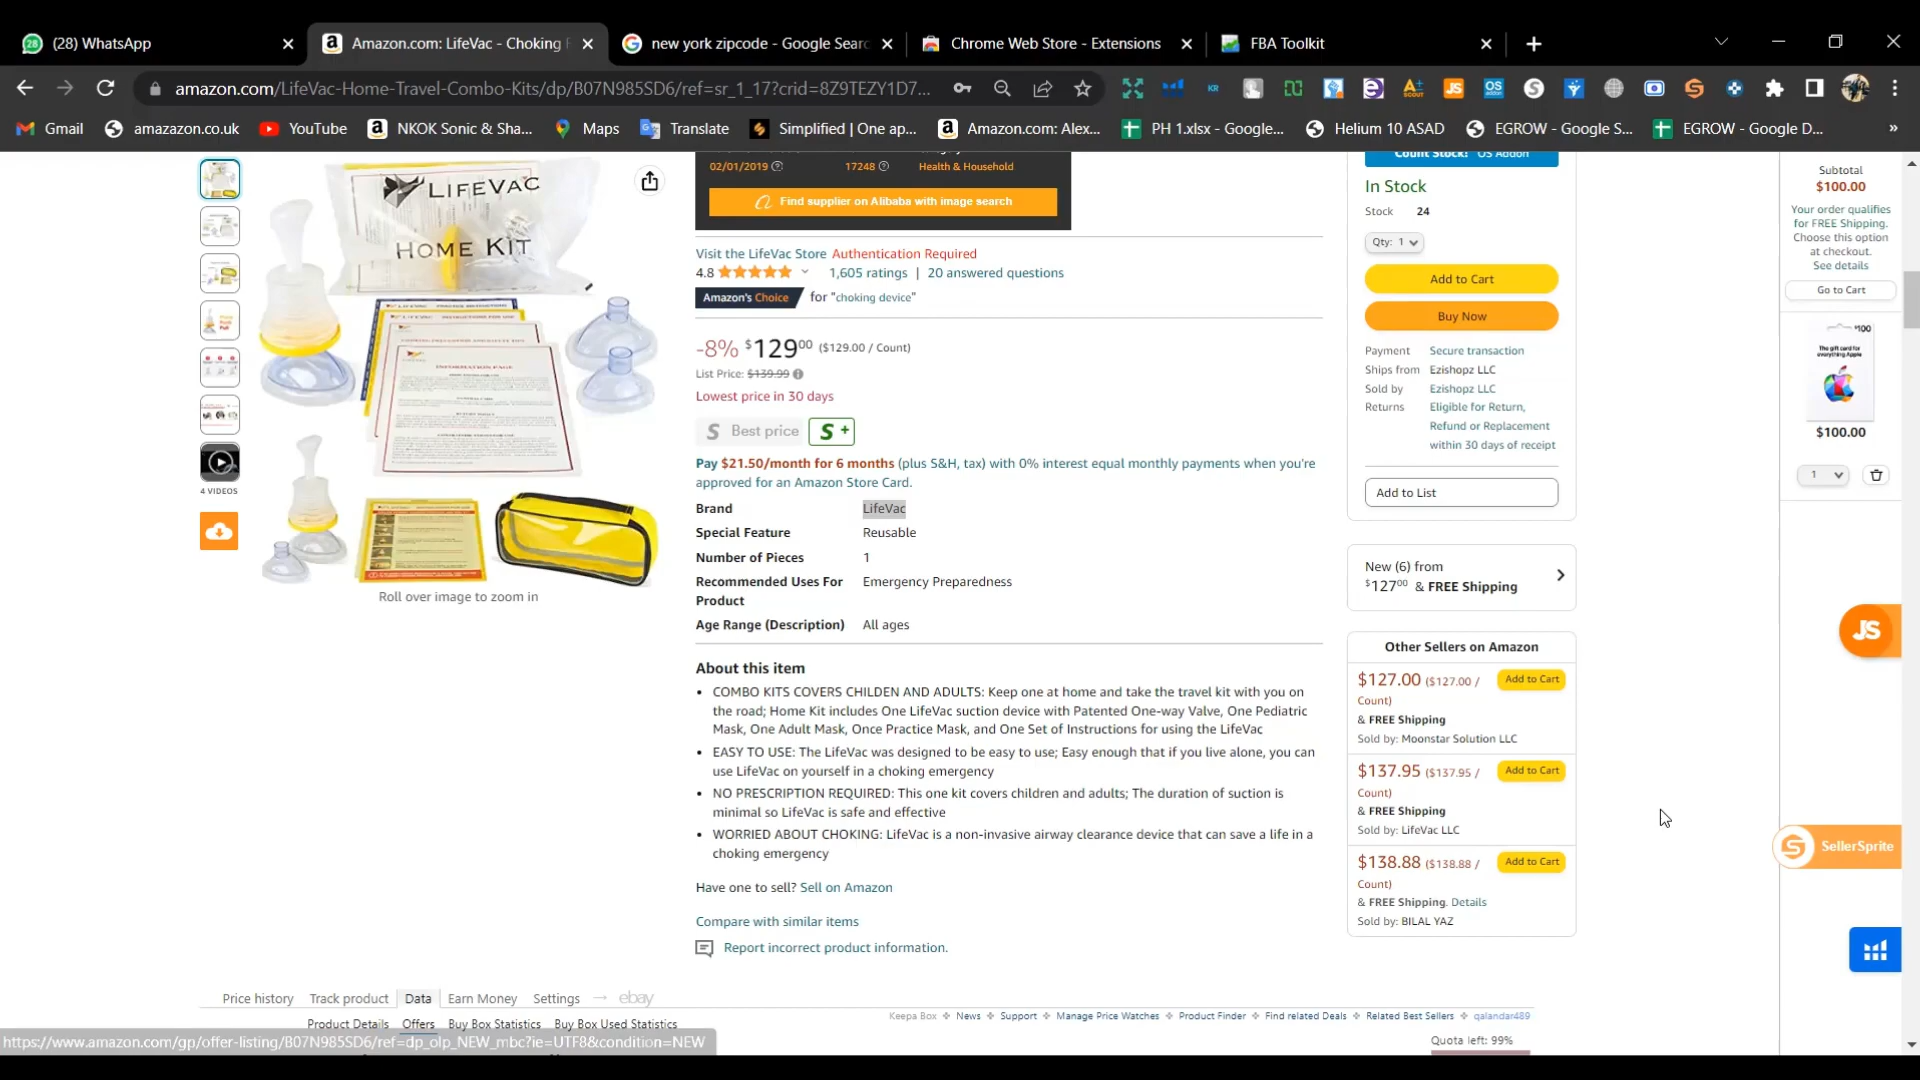 (28) WhatsApp
Amazon.com: LifeVac - Choking
new york zipcode - Google Searc
Chrome Web Store - Extensions
FBA Toolkit
amazon.com/LifeVac-Home-Travel-Combo-Kits/dp/B07N985SD6/ref=sr_1_17?crid=8Z9TEZY1D7...
Gmail
amazazon.co.uk
YouTube
NKOK Sonic & Sha...
Maps
Translate
Simplified | One ap...
Amazon.com: Alex...
PH 1.xlsx - Google...
Helium 10 ASAD
EGROW - Google S...
EGROW - Google D...
LIFEVAC
HOME KIT
INFORMATION PAGE
4 VIDEOS
Roll over image to zoom in
02/01/2019
17248
Health & Household
Find supplier on Alibaba with image search
Visit the LifeVac Store Authentication Required
4.8
1,605 ratings | 20 answered questions
Amazon's Choice for "choking device"
-8% $129.00 ($129.00 / Count)
List Price: $139.99
Lowest price in 30 days
S Best price
S +
Pay $21.50/month for 6 months (plus S&H, tax) with 0% interest equal monthly payments when you're
approved for an Amazon Store Card.
Brand LifeVac
Special Feature Reusable
Number of Pieces 1
Recommended Uses For Emergency Preparedness
Product
Age Range (Description) All ages
About this item
• COMBO KITS COVERS CHILDEN AND ADULTS: Keep one at home and take the travel kit with you on
the road; Home Kit includes One LifeVac suction device with Patented One-way Valve, One Pediatric
Mask, One Adult Mask, Once Practice Mask, and One Set of Instructions for using the LifeVac
• EASY TO USE: The LifeVac was designed to be easy to use; Easy enough that if you live alone, you can
use LifeVac on yourself in a choking emergency
• NO PRESCRIPTION REQUIRED: This one kit covers children and adults; The duration of suction is
minimal so LifeVac is safe and effective
• WORRIED ABOUT CHOKING: LifeVac is a non-invasive airway clearance device that can save a life in a
choking emergency
Have one to sell? Sell on Amazon
Compare with similar items
Report incorrect product information.
Count Stock! OS Addon
In Stock
Stock 24
Qty: 1
Add to Cart
Buy Now
Payment Secure transaction
Ships from Ezishopz LLC
Sold by Ezishopz LLC
Returns Eligible for Return,
Refund or Replacement
within 30 days of receipt
Add to List
New (6) from
$127.00 & FREE Shipping
Other Sellers on Amazon
$127.00 ($127.00 /
Count)
Add to Cart
& FREE Shipping
Sold by: Moonstar Solution LLC
$137.95 ($137.95 /
Count)
Add to Cart
& FREE Shipping
Sold by: LifeVac LLC
$138.88 ($138.88 /
Count)
Add to Cart
& FREE Shipping. Details
Sold by: BILAL YAZ
Subtotal
$100.00
Your order qualifies
for FREE Shipping.
Choose this option
at checkout.
See details
Go to Cart
$100
The gift card for
everything Apple
$100.00
1
JS
SellerSprite
Price history
Track product
Data
Earn Money
Settings
ebay
Product Details
Offers
Buy Box Statistics
Buy Box Used Statistics
Keepa Box
News
Support
Manage Price Watches
Product Finder
Find related Deals
Related Best Sellers
qalandar489
https://www.amazon.com/gp/offer-listing/B07N985SD6/ref=dp_olp_NEW_mbc?ie=UTF8&condition=NEW
Quota left: 99%